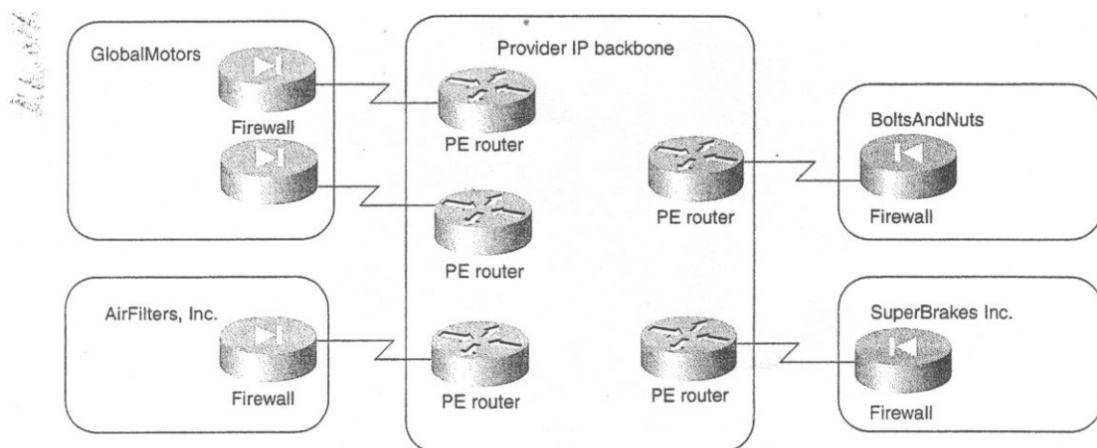 GlobalMotors
Firewall
Provider IP backbone
PE router
PE router
AirFilters, Inc.
Firewall
PE router
BoltsAndNuts
Firewall
PE router
SuperBrakes Inc.
Firewall
PE router